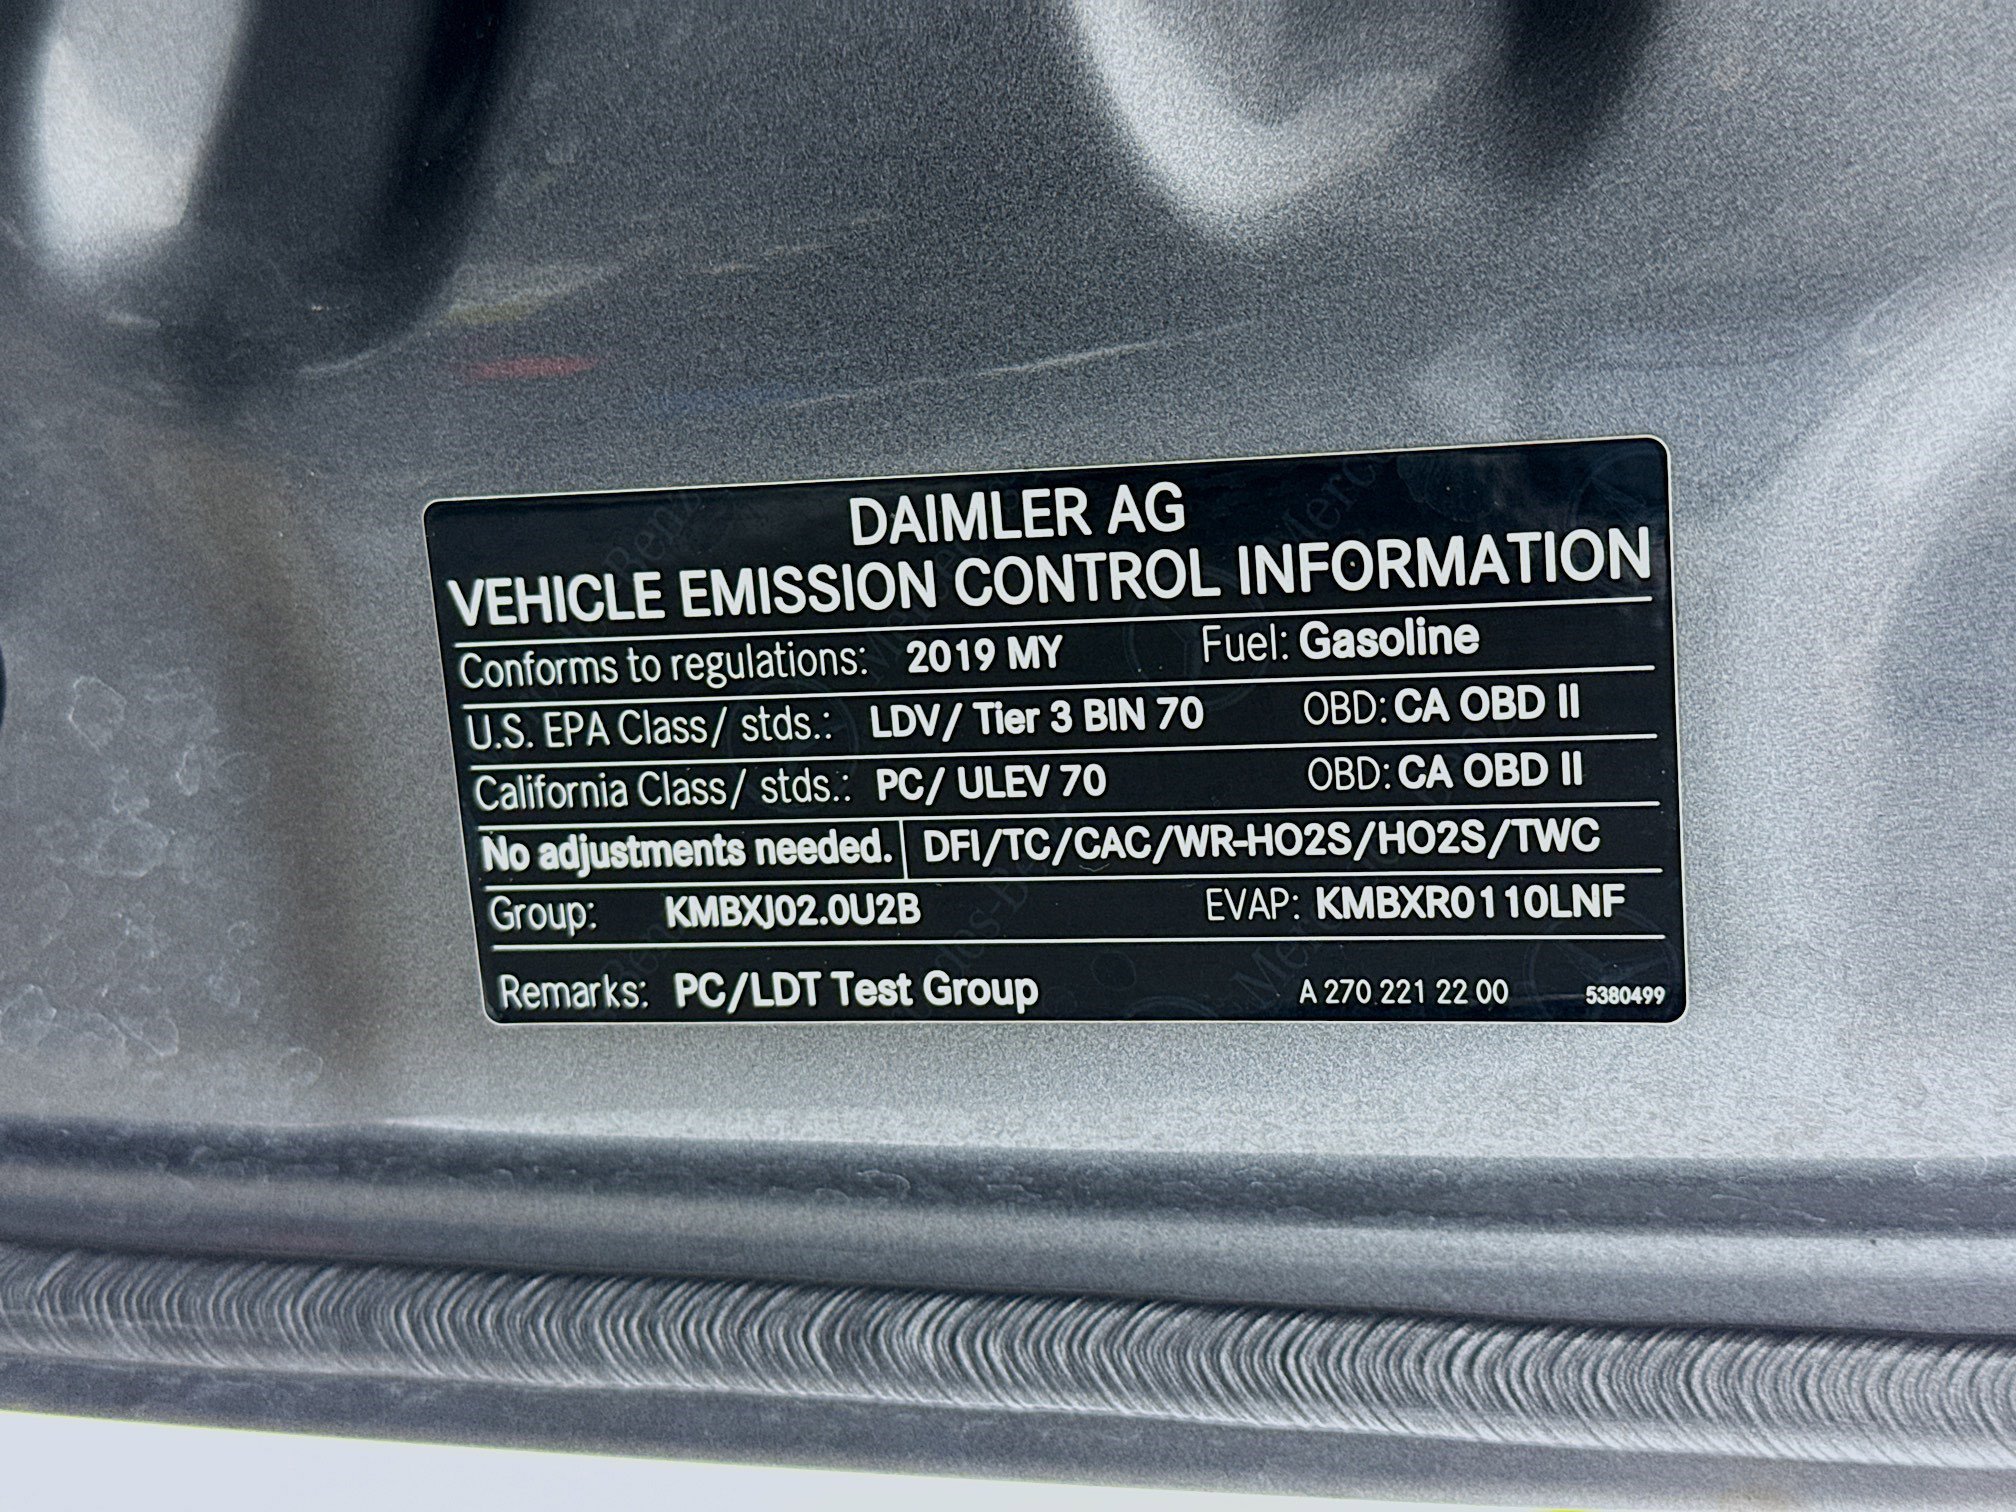 DAIMLER AG
VEHICLE EMISSION CONTROL INFORMATION
Conforms to regulations: 2019 MY Fuel: Gasoline
U.S. EPA Class/ stds.: LDV/ Tier 3 BIN 70 OBD: CA OBD II
California Class/ stds.: PC/ ULEV 70 OBD: CA OBD II
No adjustments needed. DFI/TC/CAC/WR-HO2S/HO2S/TWC
Group: KMBXJ02.0U2B EVAP: KMBXR0110LNF
Remarks: PC/LDT Test Group A 270 221 22 00 5380499